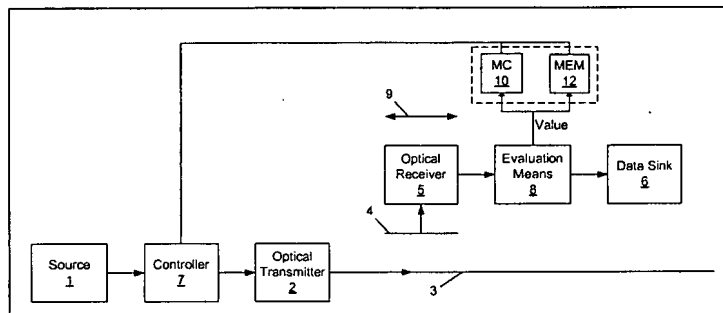 MC
10
MEM
12
9
Value
Optical
Receiver
5
Evaluation
Means
8
Data Sink
6
4
Source
1
Controller
7
Optical
Transmitter
2
3